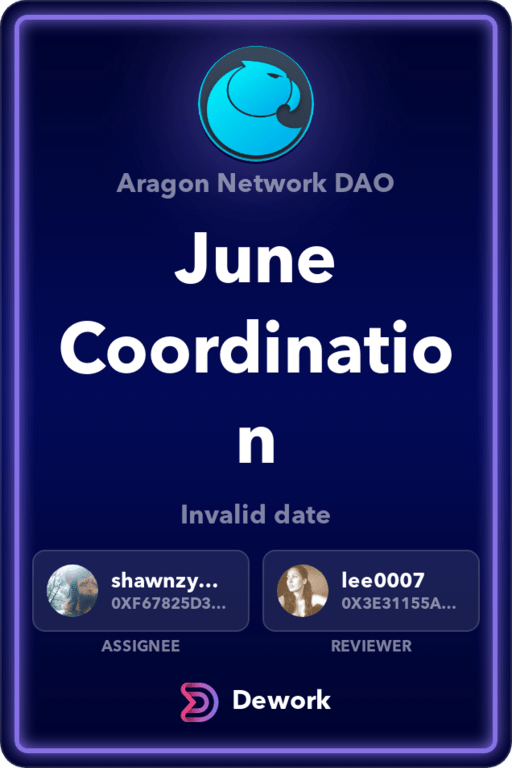 Aragon Network DAO
June
Coordinatio
n
Invalid date
shawnzy...
0XF67825D3...
lee0007
0X3E31155A...
ASSIGNEE
REVIEWER
Dework